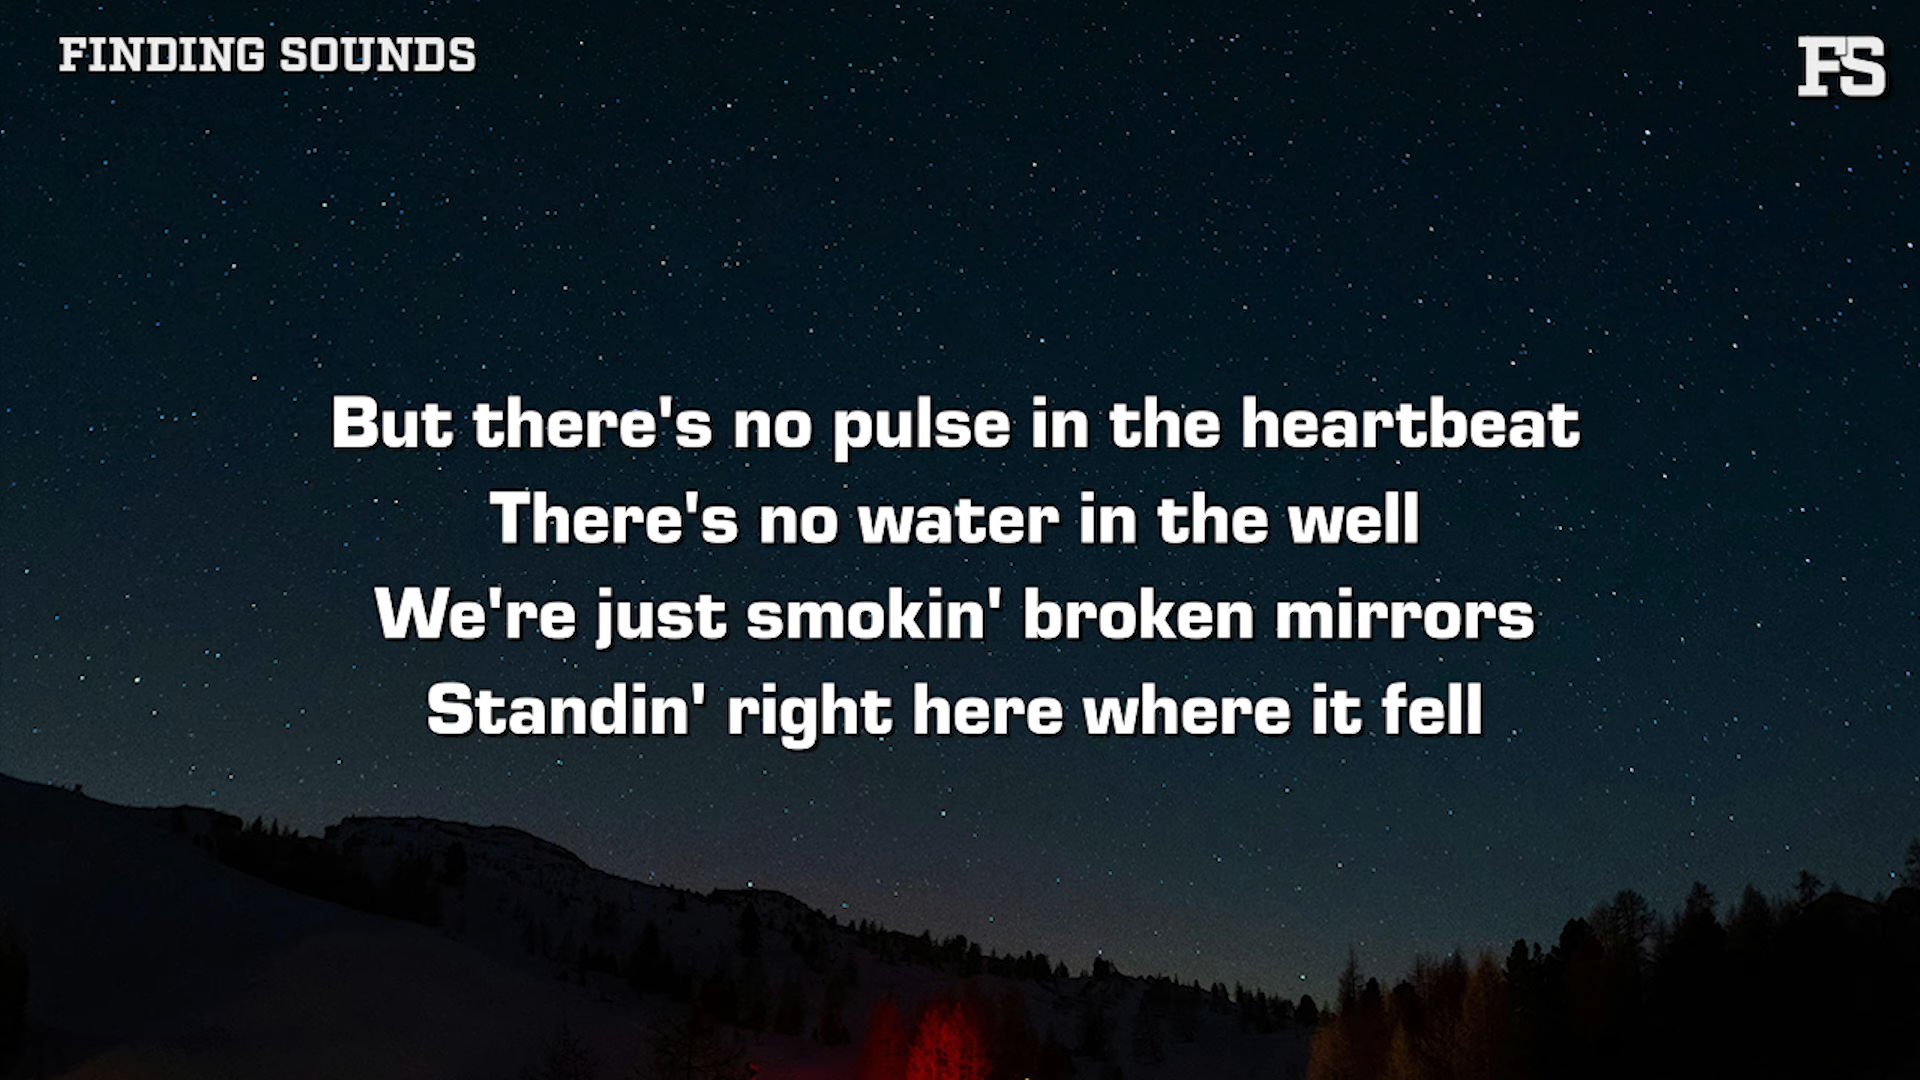 FINDING SOUNDS
FS
But there's no pulse in the heartbeat
There's no water in the well
We're just smokin' broken mirrors
Standin' right here where it fell